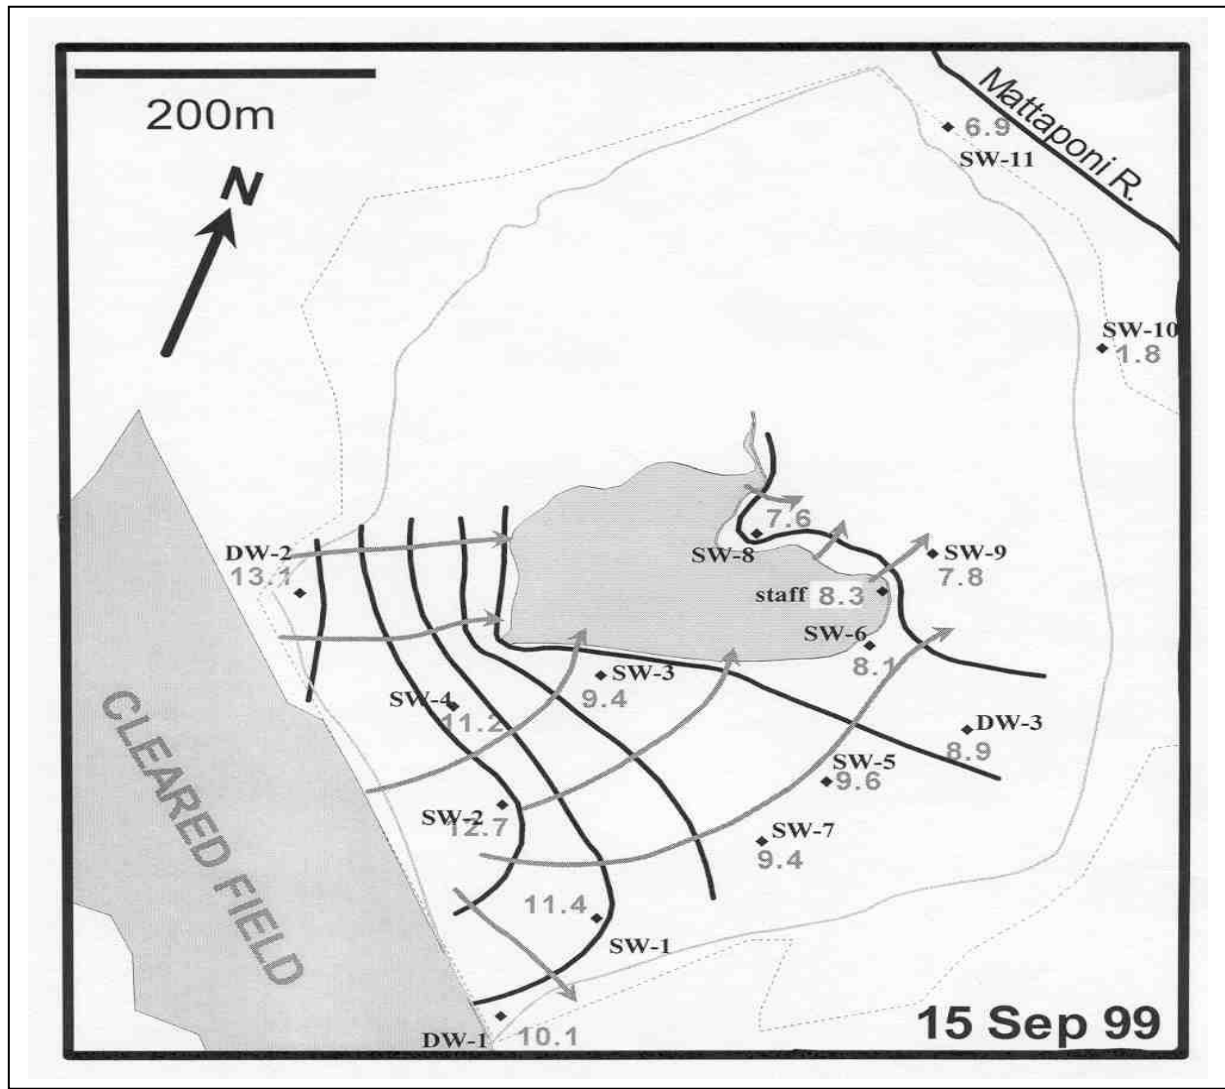 200m
N
Mattaponi R.
6.9
SW-11
SW-10
1.8
DW-2
13.1
7.6
SW-8
SW-9
7.8
staff 8.3
SW-6
8.1
SW-3
9.4
SW-4
11.2
DW-3
8.9
SW-5
9.6
SW-2
12.7
SW-7
9.4
CLEARED FIELD
11.4
SW-1
DW-1
10.1
15 Sep 99